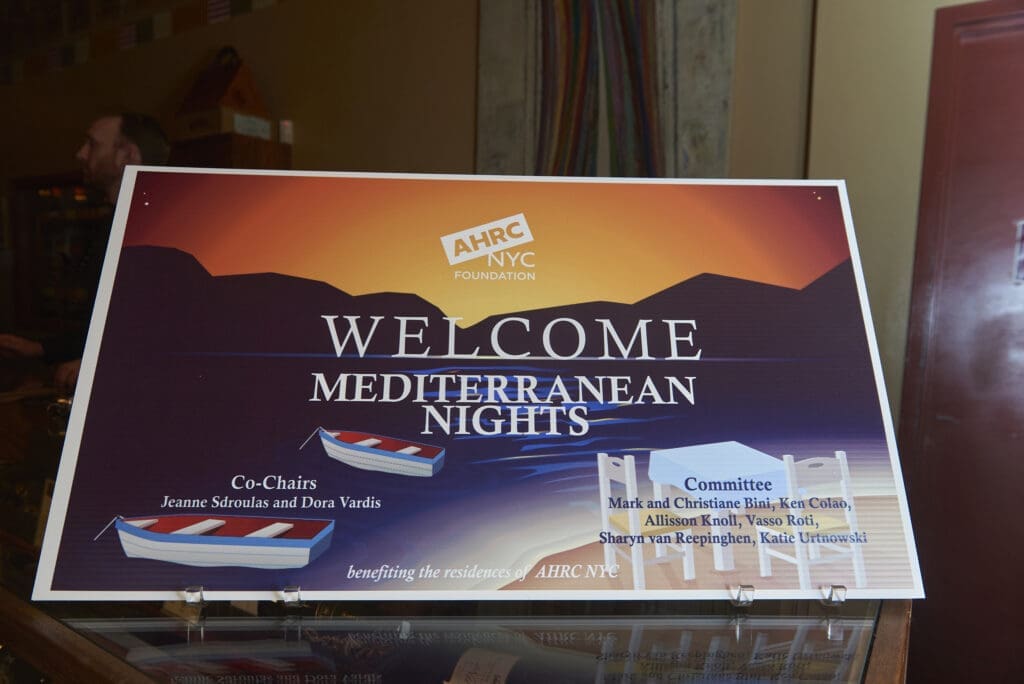 AHRC
NYC
FOUNDATION
WELCOME
MEDITERRANEAN
NIGHTS
Co-Chairs
Jeanne Sdroulas and Dora Vardis
Committee
Mark and Christiane Bini, Ken Colao,
Allisson Knoll, Vasso Roti,
Sharyn van Reepinghen, Katie Urtnowski
benefiting the residences of AHRC NYC